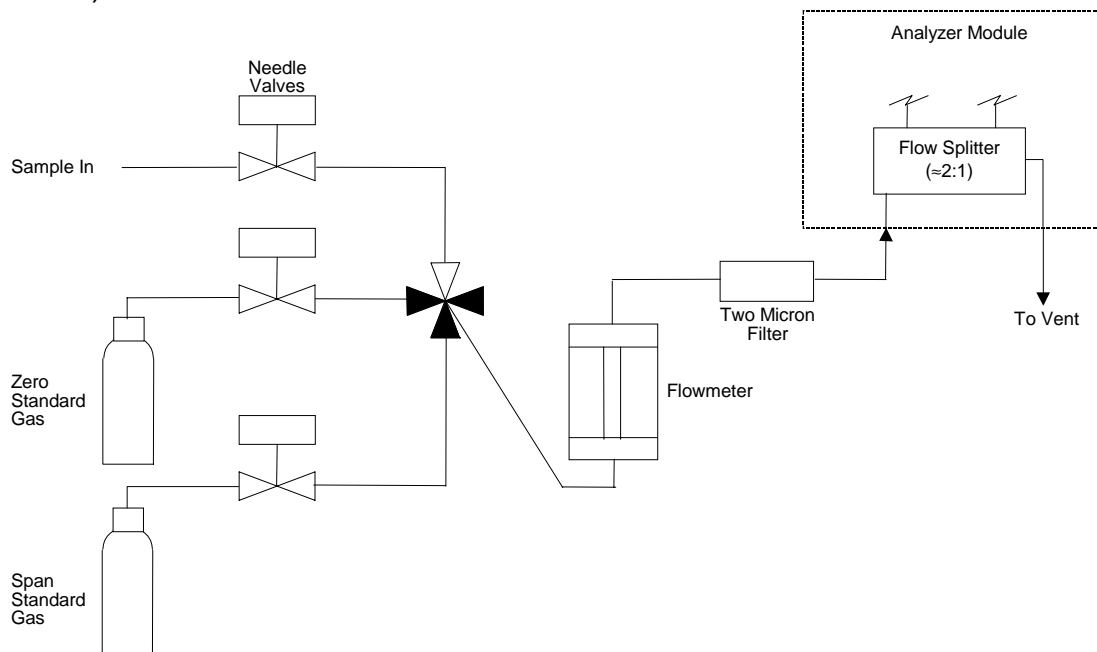 Analyzer Module
Needle
Valves
Sample In
Flow Splitter
(≈2:1)
Two Micron
Filter
To Vent
Zero
Standard
Gas
Flowmeter
Span
Standard
Gas